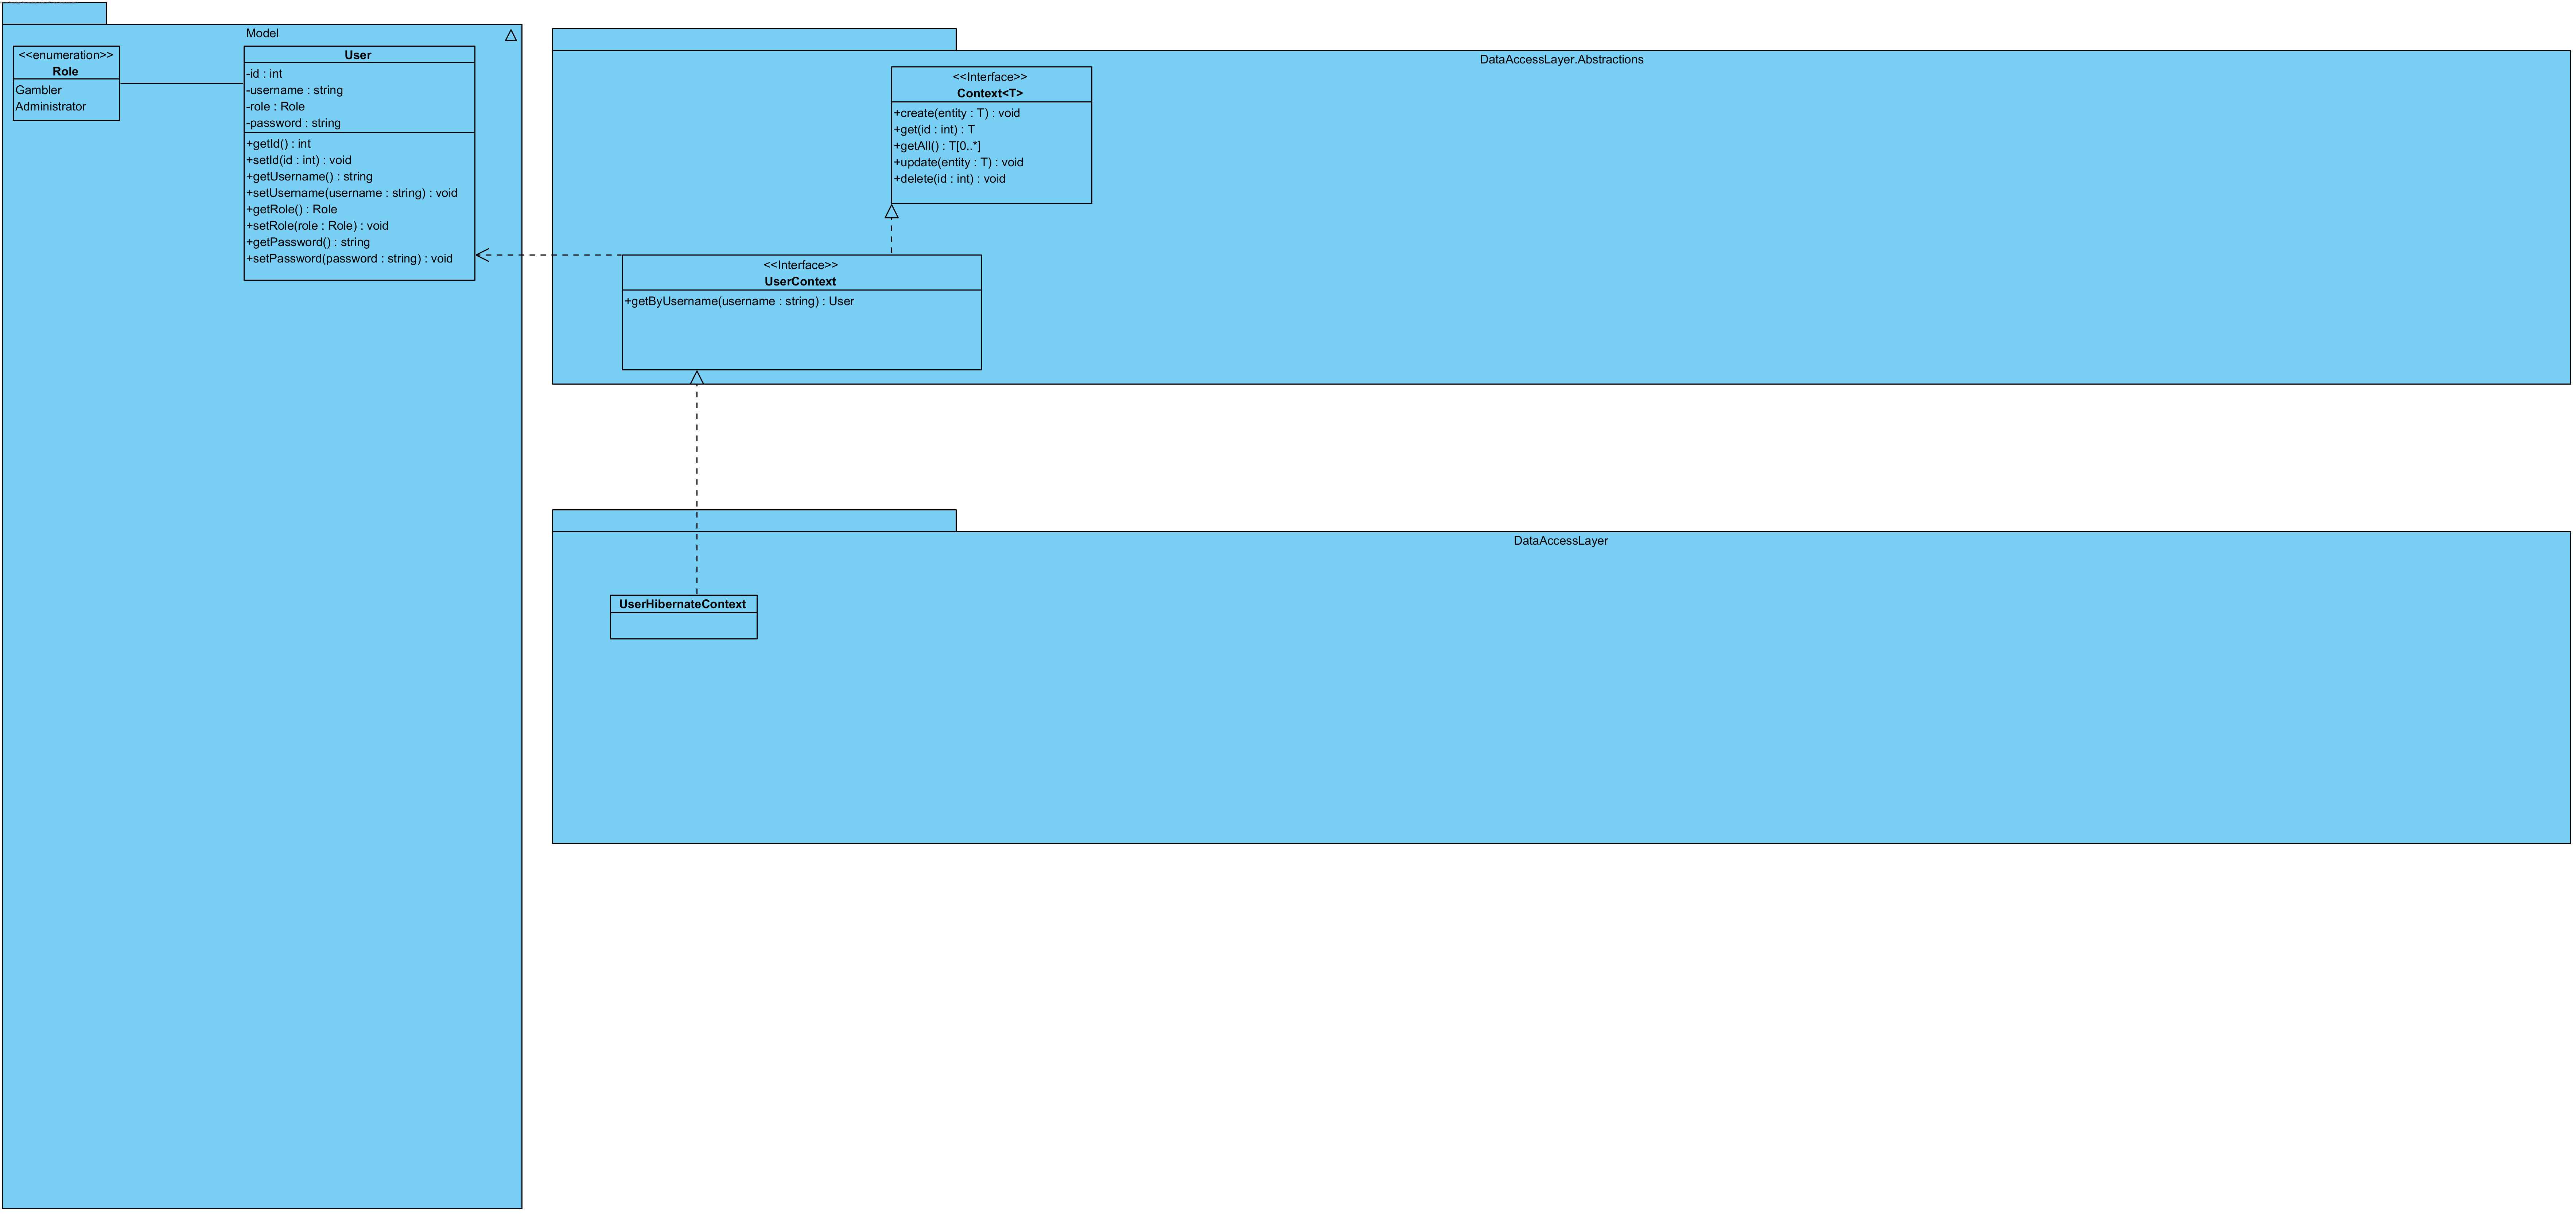 Model
<<enumeration>>
Role
Gambler
Administrator
User
-id : int
-username : string
-role : Role
-password : string
+getId() : int
+setId(id : int) : void
+getUsername() : string
+setUsername(username : string) : void
+getRole() : Role
+setRole(role : Role) : void
+getPassword() : string
+setPassword(password : string) : void
DataAccessLayer.Abstractions
<<Interface>>
Context<T>
+create(entity : T) : void
+get(id : int) : T
+getAll() : T[0..*]
+update(entity : T) : void
+delete(id : int) : void
<<Interface>>
UserContext
+getByUsername(username : string) : User
DataAccessLayer
UserHibernateContext